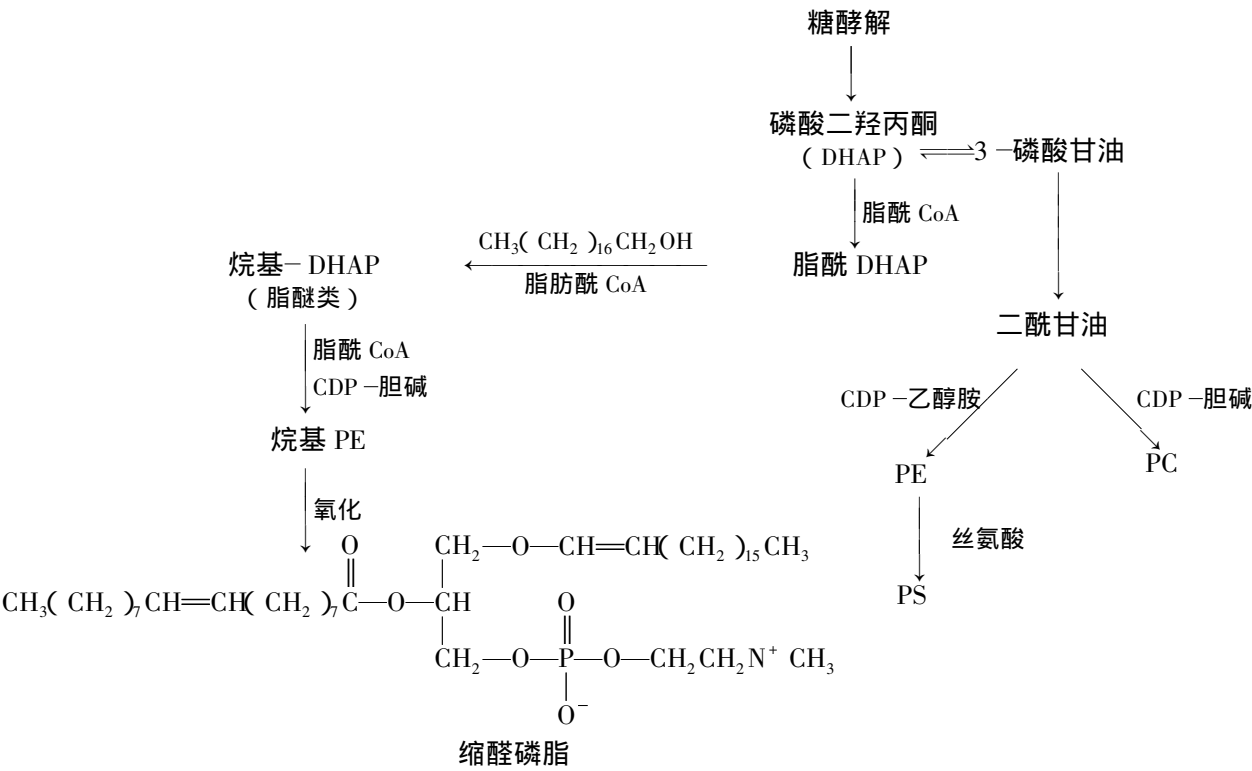 糖酵解
磷酸二羟丙酮
（DHAP）
3－磷酸甘油
脂酰 CoA
脂酰 DHAP
CH₃(CH₂)₁₆CH₂OH
脂肪酰 CoA
烷基－DHAP
（脂醚类）
二酰甘油
脂酰 CoA
CDP－胆碱
CDP－乙醇胺
CDP－胆碱
烷基 PE
PE
PC
氧化
丝氨酸
PS
O
CH₂—O—CH=CH(CH₂)₁₅CH₃
CH₃(CH₂)₇CH=CH(CH₂)₇C—O—CH
O
CH₂—O—P—O—CH₂CH₂N⁺ CH₃
O⁻
缩醛磷脂